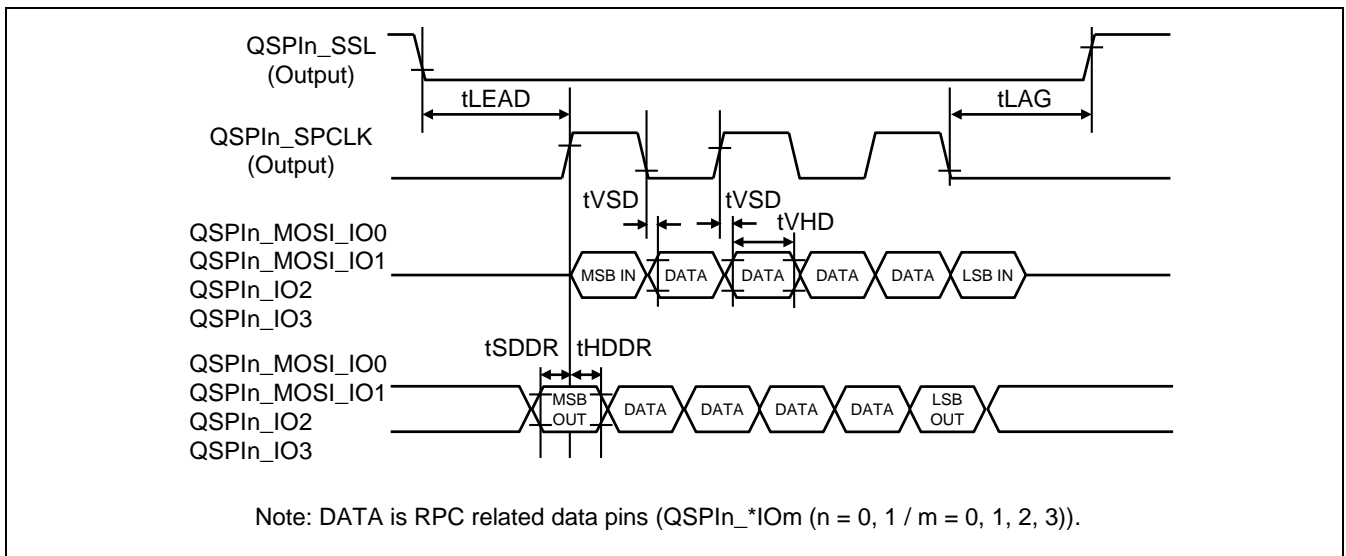 QSPIn_SSL
(Output)
tLEAD
tLAG
QSPIn_SPCLK
(Output)
tVSD
tVSD
tVHD
QSPIn_MOSI_IO0
QSPIn_MOSI_IO1
QSPIn_IO2
QSPIn_IO3
MSB IN
DATA
DATA
DATA
DATA
LSB IN
tSDDR
tHDDR
QSPIn_MOSI_IO0
QSPIn_MOSI_IO1
QSPIn_IO2
QSPIn_IO3
MSB
OUT
DATA
DATA
DATA
DATA
LSB
OUT
Note: DATA is RPC related data pins (QSPIn_*IOm (n = 0, 1 / m = 0, 1, 2, 3)).